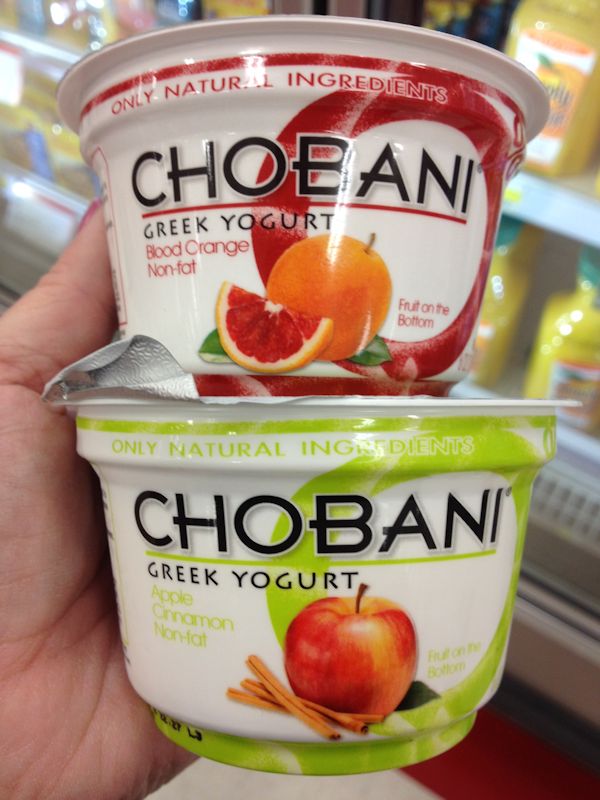 ONLY NATURAL INGREDIENTS
CHOBANI
GREEK YOGURT
Blood Orange
Non-fat
Fruit on the
Bottom
ONLY NATURAL INGREDIENTS
CHOBANI
GREEK YOGURT
Apple
Cinnamon
Non-fat
Fruit on the
Bottom